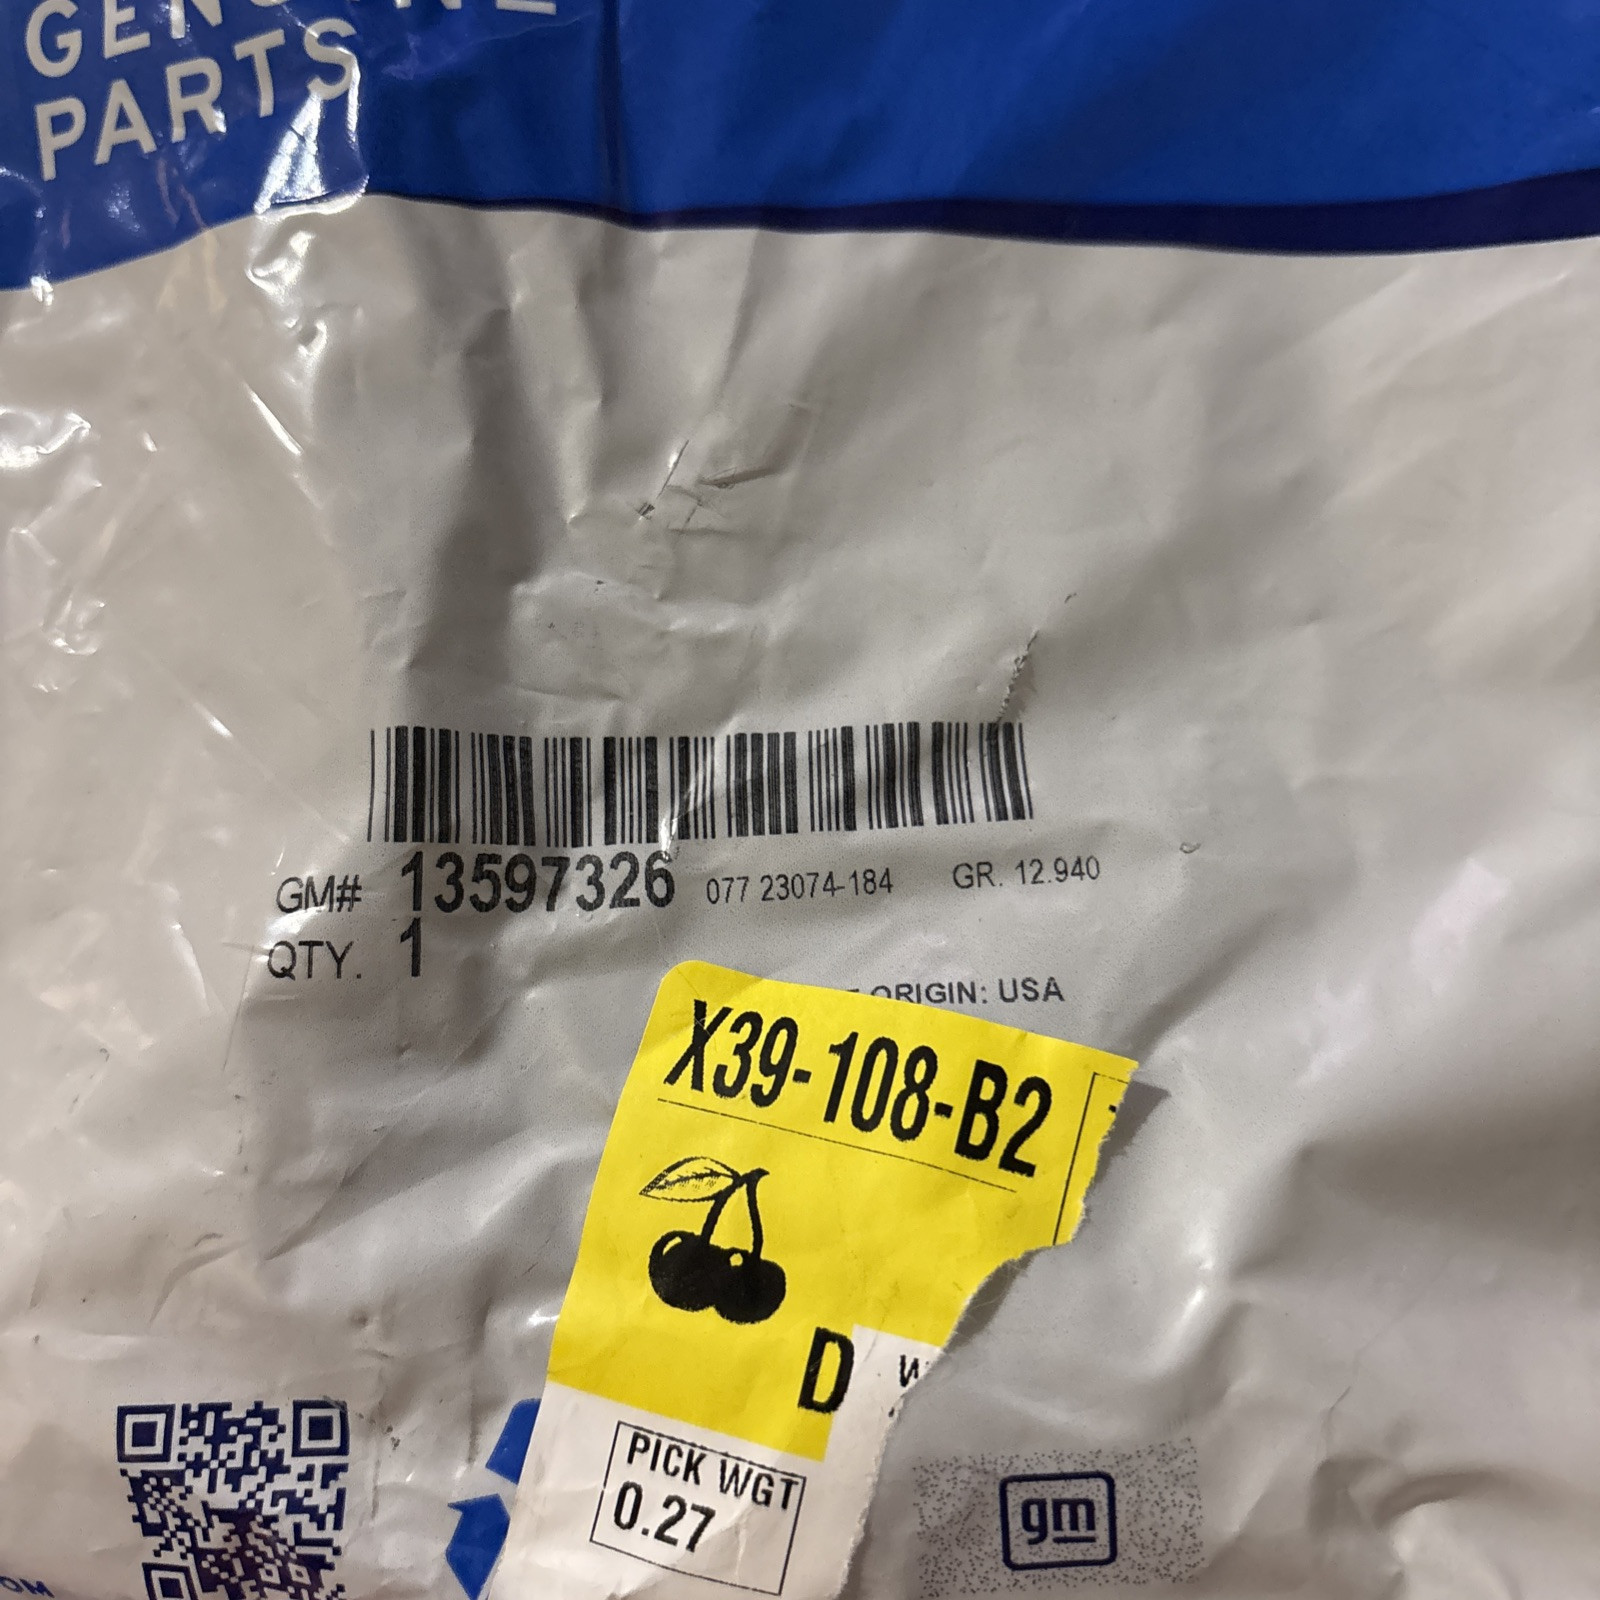 GENUINE
PARTS
GM# 13597326 077 23074-184 GR. 12.940
QTY. 1
ORIGIN: USA
X39-108-B2
D
PICK WGT
0.27
gm